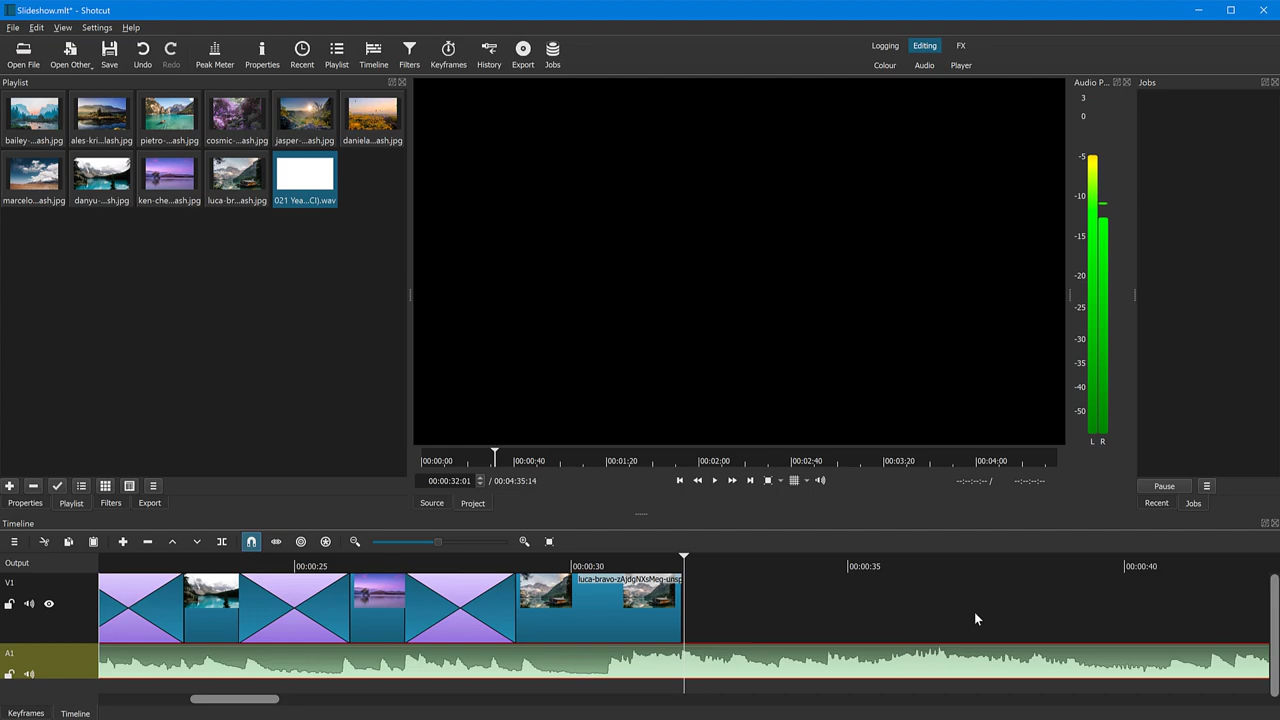 Slideshow.mlt* - Shotcut
File Edit View Settings Help
Open File Open Other.. Save Undo Redo Peak Meter Properties Recent Playlist Timeline Filters Keyframes History Export Jobs
Logging Editing FX
Colour Audio Player
Playlist
Audio P...
Jobs
bailey-...ash.jpg ales-kri...lash.jpg pietro-...ash.jpg cosmic-...ash.jpg jasper-...ash.jpg daniela...ash.jpg
marcelo...ash.jpg danyu-...sh.jpg ken-che...ash.jpg luca-br...ash.jpg 021 Yea...CI).wav
3
0
-5
-10
-15
-20
-25
-30
-35
-40
-50
L R
00:00:00 00:00:40 00:01:20 00:02:00 00:02:40 00:03:20 00:04:00
00:00:32:01 / 00:04:35:14
--:--:--:-- / --:--:--:--
Source Project
Properties Playlist Filters Export
Pause
Recent Jobs
Timeline
Output
00:00:25 00:00:30 00:00:35 00:00:40
V1
luca-bravo-zAjdgNXsMeg-unsp
A1
Keyframes Timeline